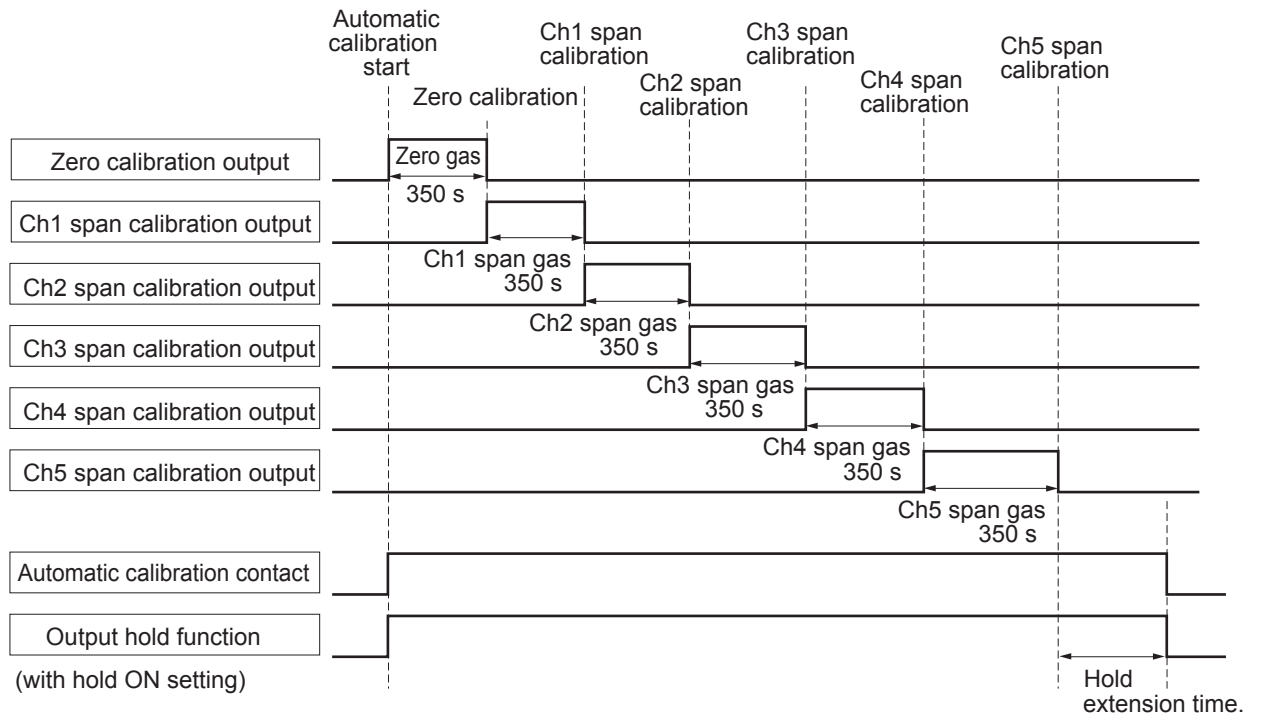 Automatic
calibration
start
Zero calibration
Ch1 span
calibration
Ch2 span
calibration
Ch3 span
calibration
Ch4 span
calibration
Ch5 span
calibration
Zero calibration output
Zero gas
350 s
Ch1 span calibration output
Ch1 span gas
350 s
Ch2 span calibration output
Ch2 span gas
350 s
Ch3 span calibration output
Ch3 span gas
350 s
Ch4 span calibration output
Ch4 span gas
350 s
Ch5 span calibration output
Ch5 span gas
350 s
Automatic calibration contact
Output hold function
(with hold ON setting)
Hold
extension time.